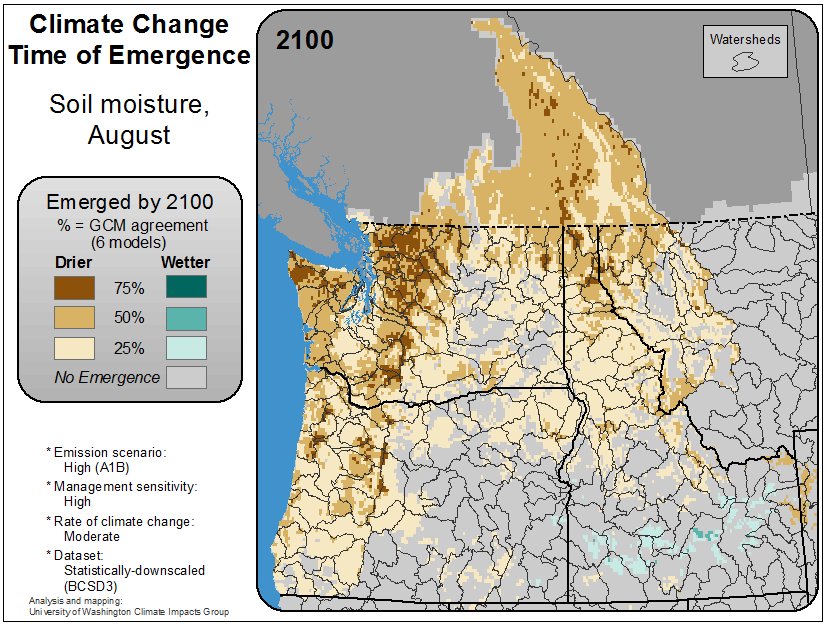 Climate Change
Time of Emergence
Soil moisture,
August
Emerged by 2100
% = GCM agreement
(6 models)
Drier Wetter
75%
50%
25%
No Emergence
* Emission scenario:
High (A1B)
* Management sensitivity:
High
* Rate of climate change:
Moderate
* Dataset:
Statistically-downscaled
(BCSD3)
Analysis and mapping:
University of Washington Climate Impacts Group
2100
Watersheds